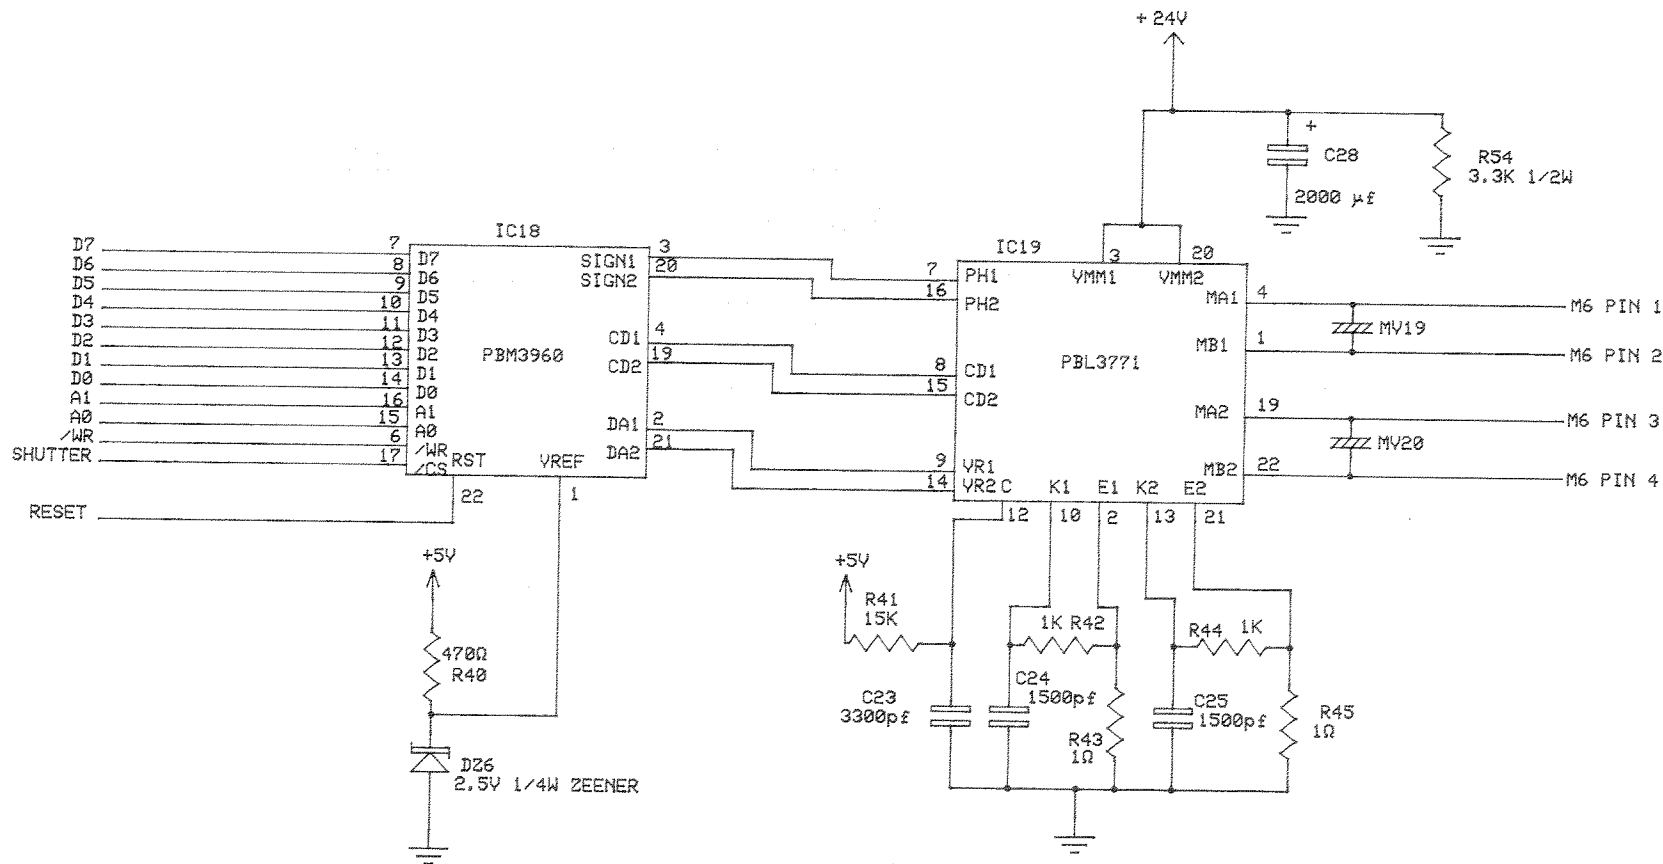 + 24V
+
C28
2000 µf
R54
3.3K 1/2W
IC18
D7
D6
D5
D4
D3
D2
D1
D0
A1
A0
/WR
SHUTTER
RESET
7
8
9
10
11
12
13
14
16
15
6
17
D7
D6
D5
D4
D3
D2
D1
D0
A1
A0
/WR
/CS
RST
VREF
22
1
PBM3960
SIGN1
SIGN2
CD1
CD2
DA1
DA2
3
20
4
19
2
21
IC19
7
16
8
15
9
14
PH1
PH2
CD1
CD2
VR1
VR2
C
K1
E1
K2
E2
PBL3771
3
20
VMM1
VMM2
MA1
MB1
MA2
MB2
4
1
19
22
MV19
MV20
M6 PIN 1
M6 PIN 2
M6 PIN 3
M6 PIN 4
12
10
2
13
21
+5V
470Ω
R40
DZ6
2.5V 1/4W ZEENER
+5V
R41
15K
C23
3300pf
1K R42
C24
1500pf
R43
1Ω
R44 1K
C25
1500pf
R45
1Ω